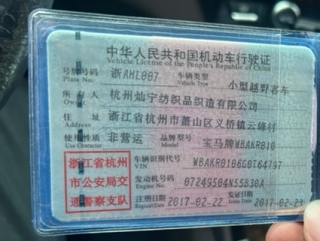 中华人民共和国机动车行驶证
Vehicle License of the People's Republic of China
号牌号码 浙AHL007 车辆类型 小型越野客车
Plate No. Vehicle Type
所有人 杭州灿宁纺织品织造有限公司
Owner
住址 浙江省杭州市萧山区义桥镇云峰村
Address
使用性质 非营运 品牌型号 宝马牌WBAKR010
Use Character Model
浙江省杭州
市公安局交
通警察支队
车辆识别代号 WBAKR0106G0T64797
VIN
发动机号码 07249504N55B30A
Engine No.
注册日期 2017-02-22 发证日期 2017-02-23
Register Date Issue Date